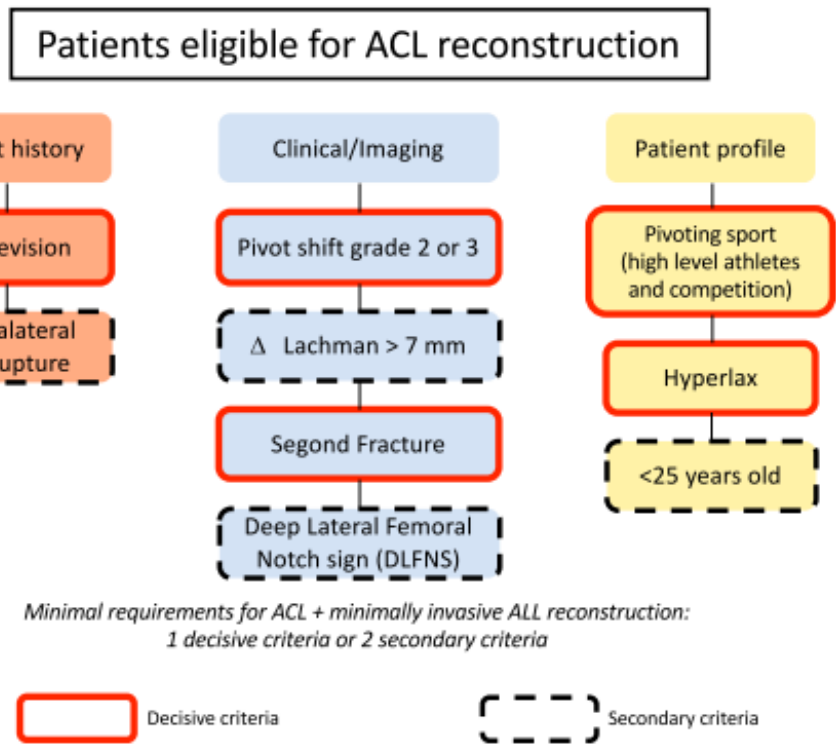 Patients eligible for ACL reconstruction
history
Clinical/Imaging
Patient profile
Pivot shift grade 2 or 3
Pivoting sport
(high level athletes
and competition)
Δ Lachman > 7 mm
Hyperlax
Segond Fracture
<25 years old
Deep Lateral Femoral
Notch sign (DLFNS)
Minimal requirements for ACL + minimally invasive ALL reconstruction:
1 decisive criteria or 2 secondary criteria
Decisive criteria
Secondary criteria